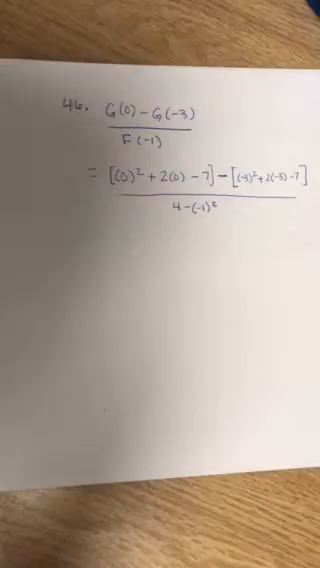 46. G(0) - G(-3)
F(-1)
= [(0)² + 2(0) - 7] - [(-3)² + 2(-3) - 7]
4 - (-1)²